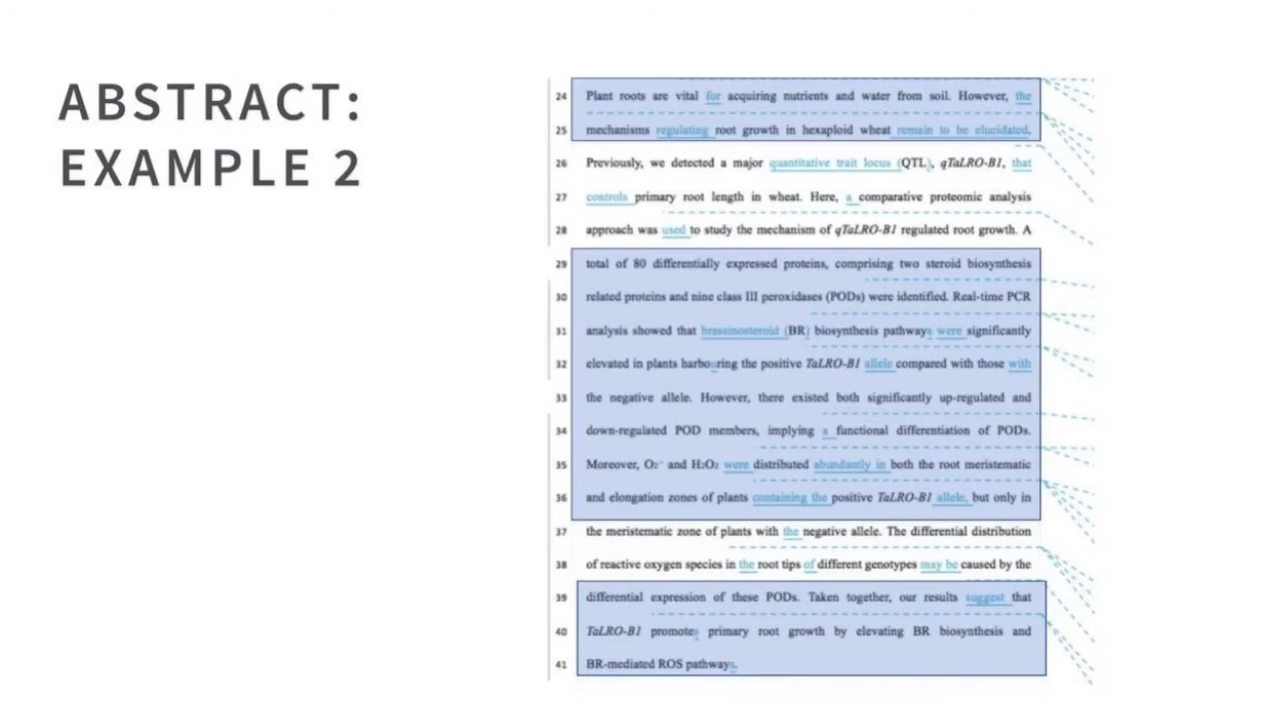 ABSTRACT:
EXAMPLE 2
24 Plant roots are vital for acquiring nutrients and water from soil. However, the
25 mechanisms regulating root growth in hexaploid wheat remain to be elucidated.
26 Previously, we detected a major quantitative trait locus (QTL), qTaLRO-B1, that
27 controls primary root length in wheat. Here, a comparative proteomic analysis
28 approach was used to study the mechanism of qTaLRO-B1 regulated root growth. A
29 total of 80 differentially expressed proteins, comprising two steroid biosynthesis
30 related proteins and nine class III peroxidases (PODs) were identified. Real-time PCR
31 analysis showed that brassinosteroid (BR) biosynthesis pathways were significantly
32 elevated in plants harbouring the positive TaLRO-B1 allele compared with those with
33 the negative allele. However, there existed both significantly up-regulated and
34 down-regulated POD members, implying a functional differentiation of PODs.
35 Moreover, O₂⁻ and H₂O₂ were distributed abundantly in both the root meristematic
36 and elongation zones of plants containing the positive TaLRO-B1 allele, but only in
37 the meristematic zone of plants with the negative allele. The differential distribution
38 of reactive oxygen species in the root tips of different genotypes may be caused by the
39 differential expression of these PODs. Taken together, our results suggest that
40 TaLRO-B1 promotes primary root growth by elevating BR biosynthesis and
41 BR-mediated ROS pathways.